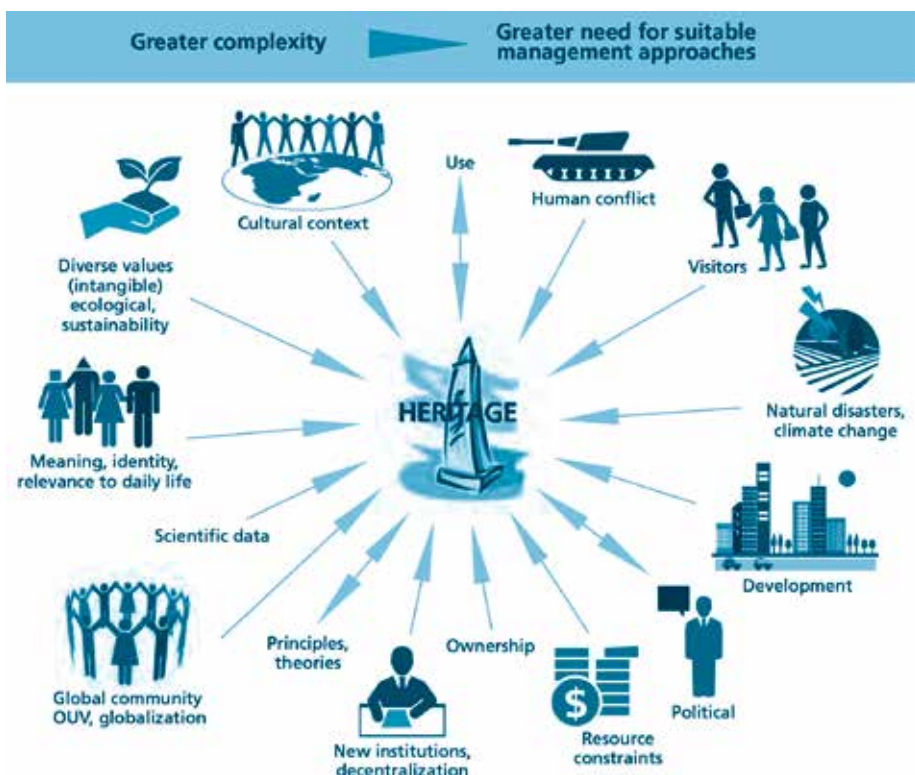 Greater complexity
Greater need for suitable
management approaches
Use
Cultural context
Human conflict
Visitors
Diverse values
(intangible)
ecological,
sustainability
HERITAGE
Natural disasters,
climate change
Meaning, identity,
relevance to daily life
Scientific data
Development
Principles,
theories
Ownership
$
Political
Global community
OUV, globalization
New institutions,
decentralization
Resource
constraints